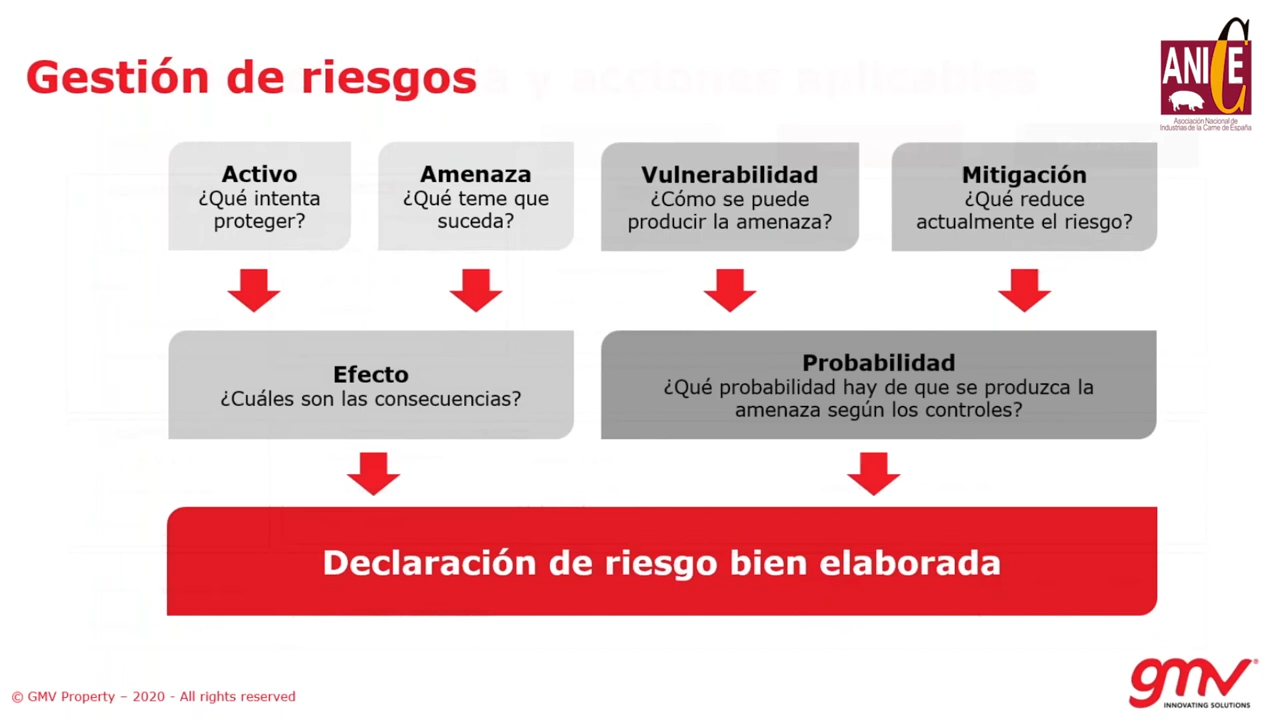 Gestión de riesgos
y acciones aplicables
ANICE
Asociación Nacional de
Industrias de la Carne de España
Activo
¿Qué intenta
proteger?
Amenaza
¿Qué teme que
suceda?
Vulnerabilidad
¿Cómo se puede
producir la amenaza?
Mitigación
¿Qué reduce
actualmente el riesgo?
Efecto
¿Cuáles son las consecuencias?
Probabilidad
¿Qué probabilidad hay de que se produzca la
amenaza según los controles?
Declaración de riesgo bien elaborada
© GMV Property – 2020 - All rights reserved
gmv®
INNOVATING SOLUTIONS